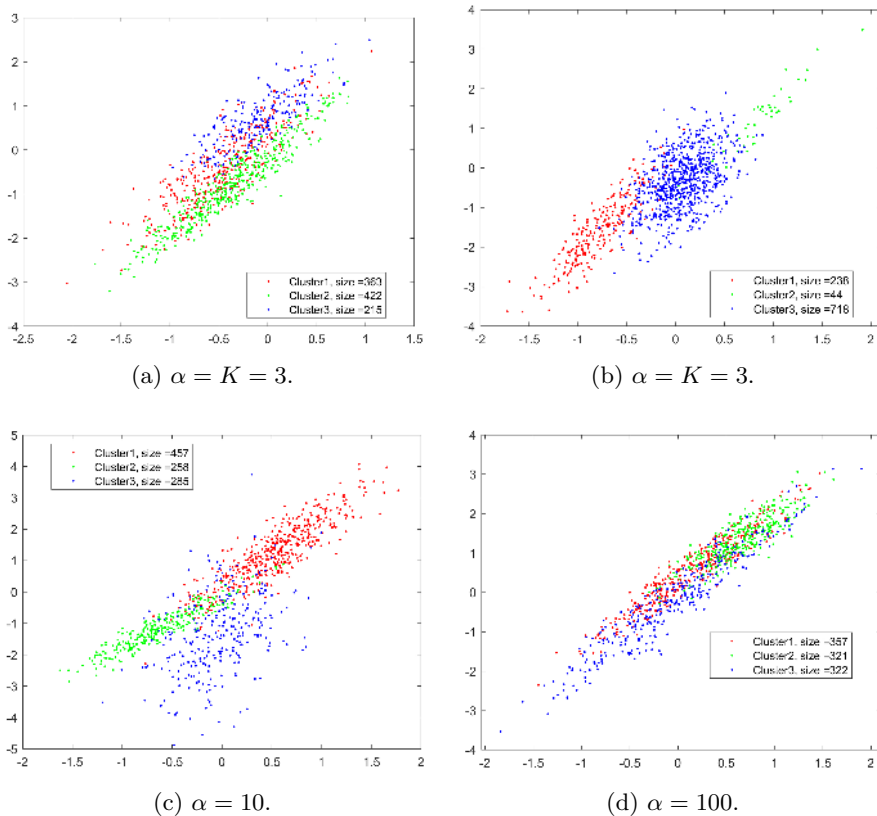 3
2
1
0
-1
-2
-3
-4
-2.5 -2 -1.5 -1 -0.5 0 0.5 1 1.5
Cluster1, size =363
Cluster2, size =422
Cluster3, size =215
(a) α = K = 3.
4
3
2
1
0
-1
-2
-3
-4
-2 -1.5 -1 -0.5 0 0.5 1 1.5 2
Cluster1, size =238
Cluster2, size =44
Cluster3, size =718
(b) α = K = 3.
5
4
3
2
1
0
-1
-2
-3
-4
-5
-2 -1.5 -1 -0.5 0 0.5 1 1.5 2
Cluster1, size =457
Cluster2, size =258
Cluster3, size =285
(c) α = 10.
4
3
2
1
0
-1
-2
-3
-4
-2 -1.5 -1 -0.5 0 0.5 1 1.5 2
Cluster1, size =357
Cluster2, size =321
Cluster3, size =322
(d) α = 100.